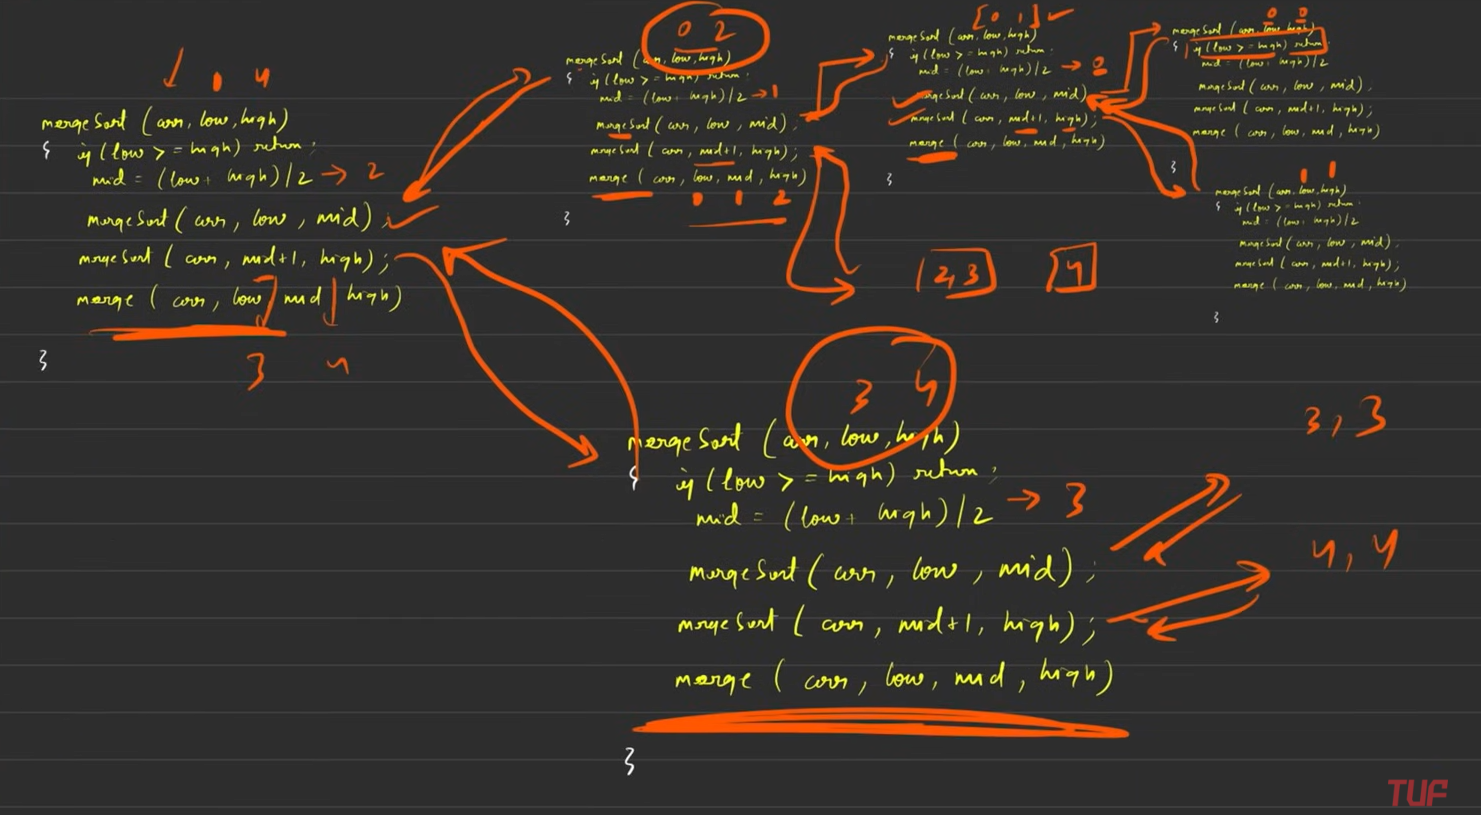 0 4
mergeSort (arr, low, high)
{ if (low >= high) return;
mid = (low + high)/2 → 2
mergeSort (arr, low, mid);
mergeSort (arr, mid+1, high);
merge (arr, low, mid, high)
3 4
}
0 2
mergeSort (arr, low, high)
{ if (low >= high) return;
mid = (low + high)/2 → 1
mergeSort (arr, low, mid);
mergeSort (arr, mid+1, high);
merge (arr, low, mid, high)
0 1 2
}
[0 1]
mergeSort (arr, low, high)
{ if (low >= high) return;
mid = (low + high)/2 → 0
mergeSort (arr, low, mid)
mergeSort (arr, mid+1, high);
merge (arr, low, mid, high)
}
0 0
mergeSort (arr, low, high)
{ if (low >= high) return;
mid = (low + high)/2
mergeSort (arr, low, mid);
mergeSort (arr, mid+1, high);
merge (arr, low, mid, high)
}
1 1
mergeSort (arr, low, high)
{ if (low >= high) return;
mid = (low + high)/2
mergeSort (arr, low, mid);
mergeSort (arr, mid+1, high);
merge (arr, low, mid, high)
}
2,3 4
3 4
mergeSort (arr, low, high)
{ if (low >= high) return;
mid = (low + high)/2 → 3
mergeSort (arr, low, mid);
mergeSort (arr, mid+1, high);
merge (arr, low, mid, high)
}
3, 3
4, 4
TUF